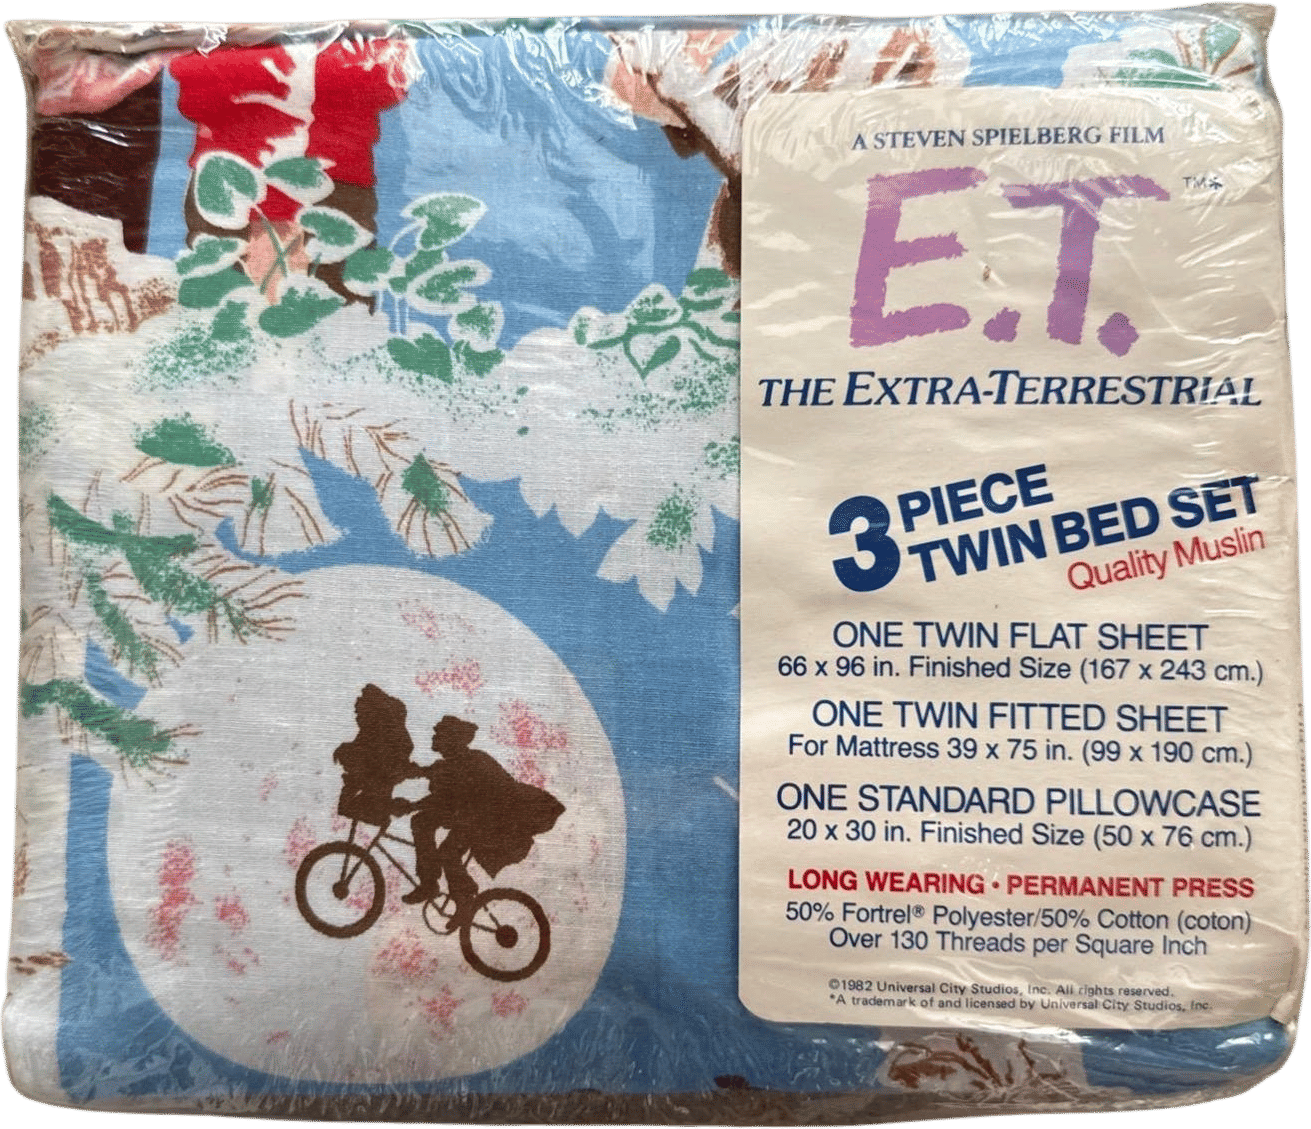 A STEVEN SPIELBERG FILM
E.T. TM*
THE EXTRA-TERRESTRIAL
3 PIECE
TWIN BED SET
Quality Muslin
ONE TWIN FLAT SHEET
66 x 96 in. Finished Size (167 x 243 cm.)
ONE TWIN FITTED SHEET
For Mattress 39 x 75 in. (99 x 190 cm.)
ONE STANDARD PILLOWCASE
20 x 30 in. Finished Size (50 x 76 cm.)
LONG WEARING • PERMANENT PRESS
50% Fortrel® Polyester/50% Cotton (coton)
Over 130 Threads per Square Inch
©1982 Universal City Studios, Inc. All rights reserved.
*A trademark of and licensed by Universal City Studios, Inc.